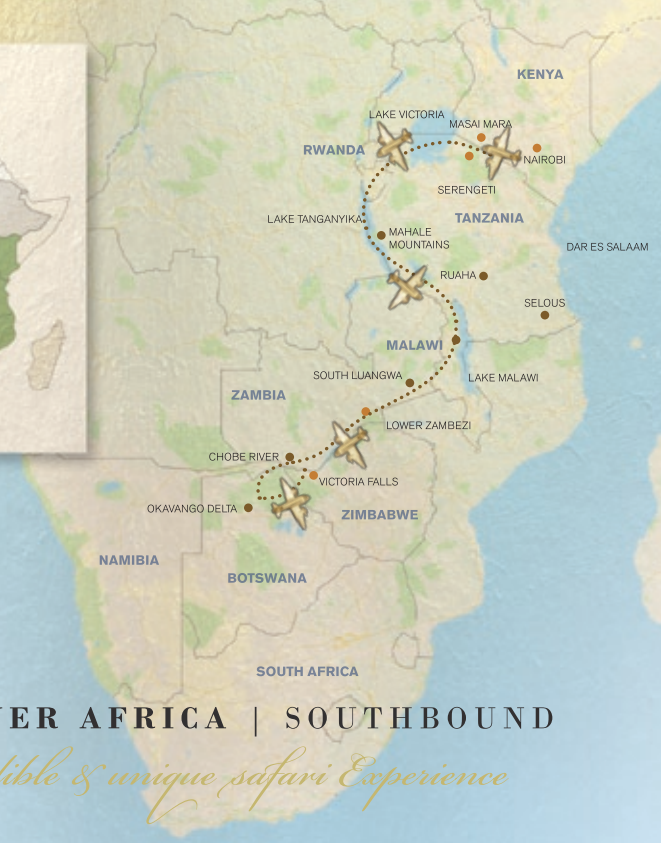 KENYA
LAKE VICTORIA
MASAI MARA
RWANDA
NAIROBI
SERENGETI
LAKE TANGANYIKA
TANZANIA
MAHALE
MOUNTAINS
DAR ES SALAAM
RUAHA
SELOUS
MALAWI
SOUTH LUANGWA
LAKE MALAWI
ZAMBIA
LOWER ZAMBEZI
CHOBE RIVER
VICTORIA FALLS
OKAVANGO DELTA
ZIMBABWE
NAMIBIA
BOTSWANA
SOUTH AFRICA
ER AFRICA | SOUTHBOUND
& unique safari Experience